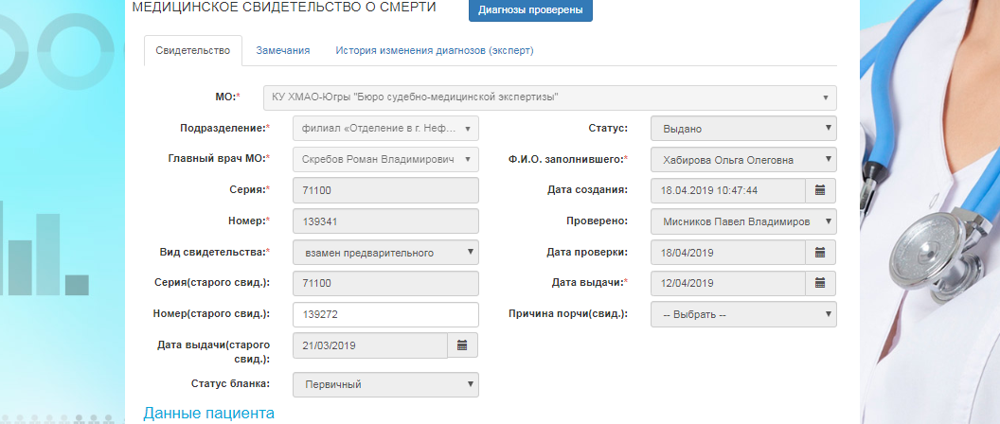 МЕДИЦИНСКОЕ СВИДЕТЕЛЬСТВО О СМЕРТИ
Диагнозы проверены
Свидетельство Замечания История изменения диагнозов (эксперт)
МО:* КУ ХМАО-Югры "Бюро судебно-медицинской экспертизы"
Подразделение:* филиал «Отделение в г. Неф... Статус: Выдано
Главный врач МО:* Скребов Роман Владимирович Ф.И.О. заполнившего:* Хабирова Ольга Олеговна
Серия:* 71100 Дата создания: 18.04.2019 10:47:44
Номер:* 139341 Проверено: Мисников Павел Владимиров
Вид свидетельства:* взамен предварительного Дата проверки: 18/04/2019
Серия(старого свид.): 71100 Дата выдачи:* 12/04/2019
Номер(старого свид.): 139272 Причина порчи(свид.): -- Выбрать --
Дата выдачи(старого свид.): 21/03/2019
Статус бланка: Первичный
Данные пациента